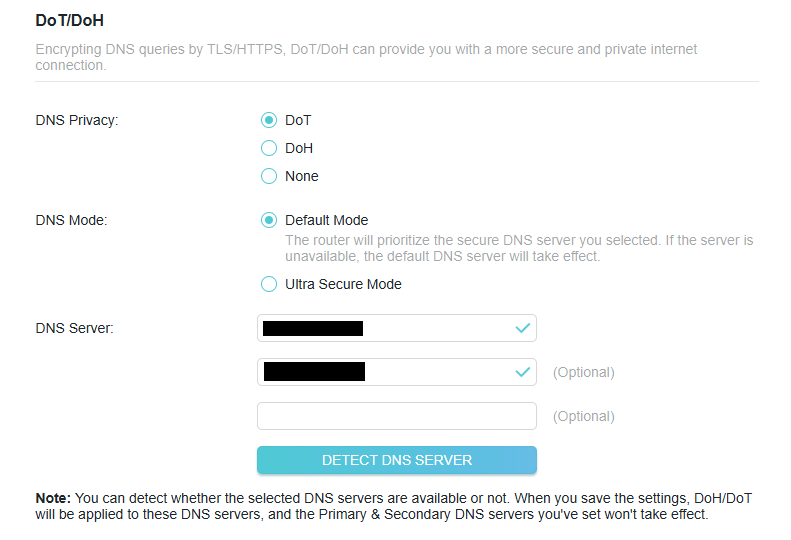 DoT/DoH
Encrypting DNS queries by TLS/HTTPS, DoT/DoH can provide you with a more secure and private internet
connection.
DNS Privacy:
DoT
DoH
None
DNS Mode:
Default Mode
The router will prioritize the secure DNS server you selected. If the server is
unavailable, the default DNS server will take effect.
Ultra Secure Mode
DNS Server:
(Optional)
(Optional)
DETECT DNS SERVER
Note: You can detect whether the selected DNS servers are available or not. When you save the settings, DoH/DoT
will be applied to these DNS servers, and the Primary & Secondary DNS servers you've set won't take effect.